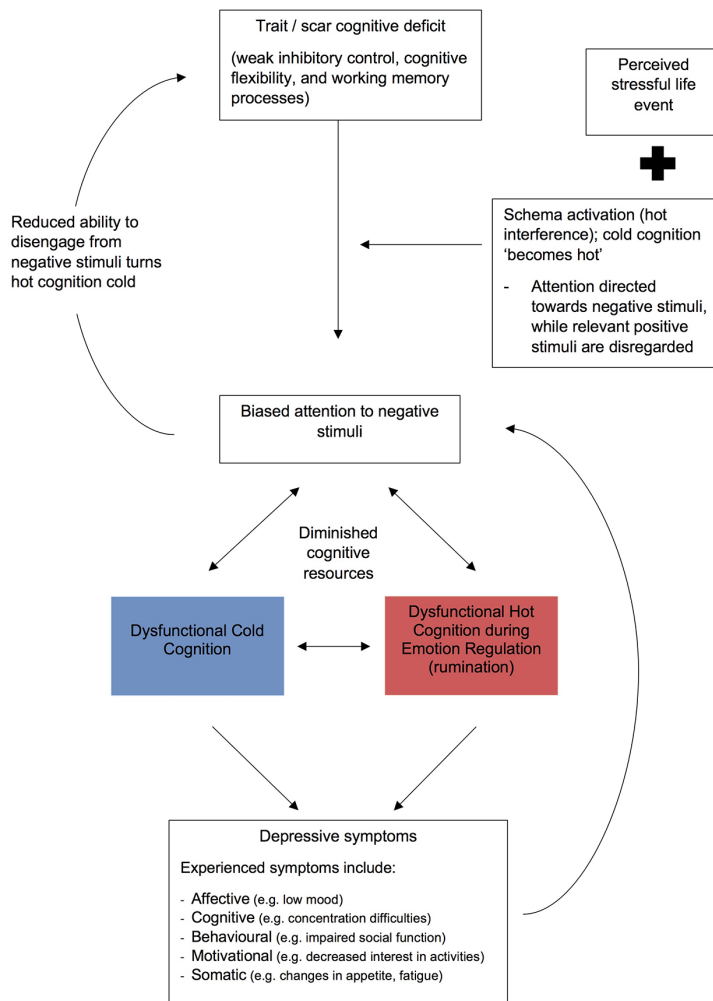 Trait / scar cognitive deficit
(weak inhibitory control, cognitive
flexibility, and working memory
processes)
Perceived
stressful life
event
Schema activation (hot
interference); cold cognition
‘becomes hot’
- Attention directed
towards negative stimuli,
while relevant positive
stimuli are disregarded
Reduced ability to
disengage from
negative stimuli turns
hot cognition cold
Biased attention to negative
stimuli
Diminished
cognitive
resources
Dysfunctional Cold
Cognition
Dysfunctional Hot
Cognition during
Emotion Regulation
(rumination)
Depressive symptoms
Experienced symptoms include:
- Affective (e.g. low mood)
- Cognitive (e.g. concentration difficulties)
- Behavioural (e.g. impaired social function)
- Motivational (e.g. decreased interest in activities)
- Somatic (e.g. changes in appetite, fatigue)